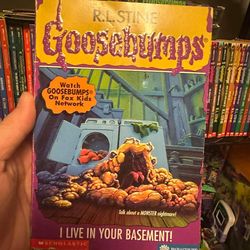 R.L. STINE
Goosebumps®
Watch
GOOSEBUMPS®
On Fox Kids
Network
Talk about a MONSTER nightmare!
I LIVE IN YOUR BASEMENT!
SCHOLASTIC